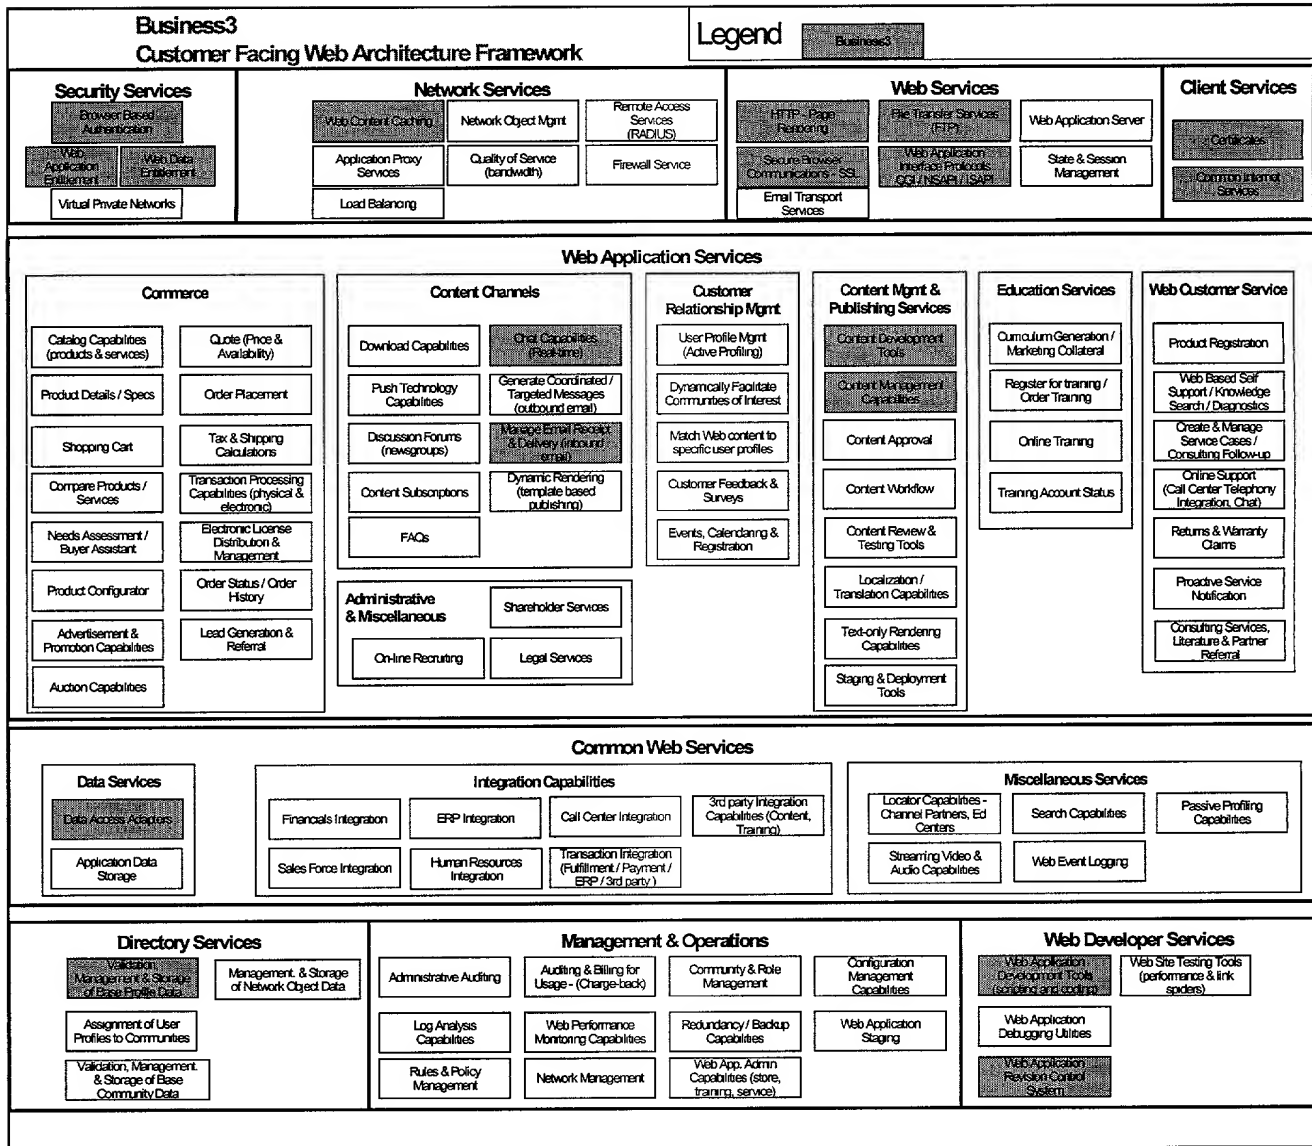 Business3
Customer Facing Web Architecture Framework
Legend
Business3
Security Services
Browser Based
Authentication
Web
Application
Entitlement
Web Data
Entitlement
Virtual Private Networks
Network Services
Web Content Caching
Network Object Mgmt
Remote Access
Services
(RADIUS)
Application Proxy
Services
Quality of Service
(bandwidth)
Firewall Service
Load Balancing
Web Services
HTTP - Page
Rendering
File Transfer Services
(FTP)
Web Application Server
Secure Browser
Communications - SSL
Web Application
Interface Protocols
CGI / NSAPI / ISAPI
State & Session
Management
Email Transport
Services
Client Services
Certificates
Common Internet
Services
Web Application Services
Commerce
Catalog Capabilities
(products & services)
Quote (Price &
Availability)
Product Details / Specs
Order Placement
Shopping Cart
Tax & Shipping
Calculations
Compare Products /
Services
Transaction Processing
Capabilities (physical &
electronic)
Needs Assessment /
Buyer Assistant
Electronic License
Distribution &
Management
Product Configurator
Order Status / Order
History
Advertisement &
Promotion Capabilities
Lead Generation &
Referral
Auction Capabilities
Content Channels
Download Capabilities
Chat Capabilities
(Real-time)
Push Technology
Capabilities
Generate Coordinated /
Targeted Messages
(outbound email)
Discussion Forums
(newsgroups)
Manage Email Receipt
& Delivery (inbound
email)
Content Subscriptions
Dynamic Rendering
(template based
publishing)
FAQs
Administrative
& Miscellaneous
Shareholder Services
On-line Recruiting
Legal Services
Customer
Relationship Mgmt
User Profile Mgmt
(Active Profiling)
Dynamically Facilitate
Communities of Interest
Match Web content to
specific user profiles
Customer Feedback &
Surveys
Events, Calendaring &
Registration
Content Mgmt &
Publishing Services
Content Development
Tools
Content Management
Capabilities
Content Approval
Content Workflow
Content Review &
Testing Tools
Localization /
Translation Capabilities
Text-only Rendering
Capabilities
Staging & Deployment
Tools
Education Services
Curriculum Generation /
Marketing Collateral
Register for training /
Order Training
Online Training
Training Account Status
Web Customer Service
Product Registration
Web Based Self
Support / Knowledge
Search / Diagnostics
Create & Manage
Service Cases /
Consulting Follow-up
Online Support
(Call Center Telephony
Integration, Chat)
Returns & Warranty
Claims
Proactive Service
Notification
Consulting Services,
Literature & Partner
Referral
Common Web Services
Data Services
Data Access Adaptors
Application Data
Storage
Integration Capabilities
Financials Integration
ERP Integration
Call Center Integration
3rd party Integration
Capabilities (Content,
Training)
Sales Force Integration
Human Resources
Integration
Transaction Integration
(Fulfillment / Payment /
ERP / 3rd party )
Miscellaneous Services
Locator Capabilities -
Channel Partners, Ed
Centers
Search Capabilities
Passive Profiling
Capabilities
Streaming Video &
Audio Capabilities
Web Event Logging
Directory Services
Validation,
Management & Storage
of Base Profile Data
Management. & Storage
of Network Object Data
Assignment of User
Profiles to Communities
Validation, Management.
& Storage of Base
Community Data
Management & Operations
Administrative Auditing
Auditing & Billing for
Usage - (Charge-back)
Community & Role
Management
Configuration
Management
Capabilities
Log Analysis
Capabilities
Web Performance
Monitoring Capabilities
Redundancy / Backup
Capabilities
Web Application
Staging
Rules & Policy
Management
Network Management
Web App. Admin
Capabilities (store,
training, service)
Web Developer Services
Web Application
Development Tools
(scripting and coding)
Web Site Testing Tools
(performance & link
spiders)
Web Application
Debugging Utilities
Web Application
Revision Control
System